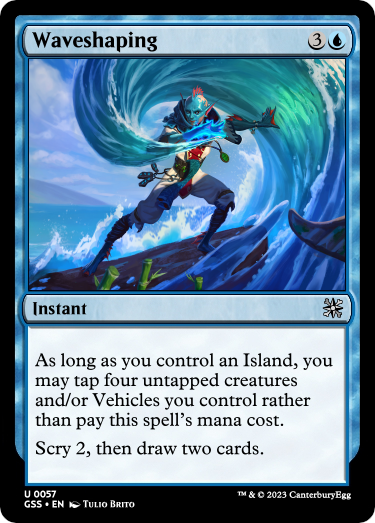 Waveshaping 3
Instant
As long as you control an Island, you
may tap four untapped creatures
and/or Vehicles you control rather
than pay this spell's mana cost.
Scry 2, then draw two cards.
U 0057
GSS • EN Tulio Brito
™ & © 2023 CanterburyEgg